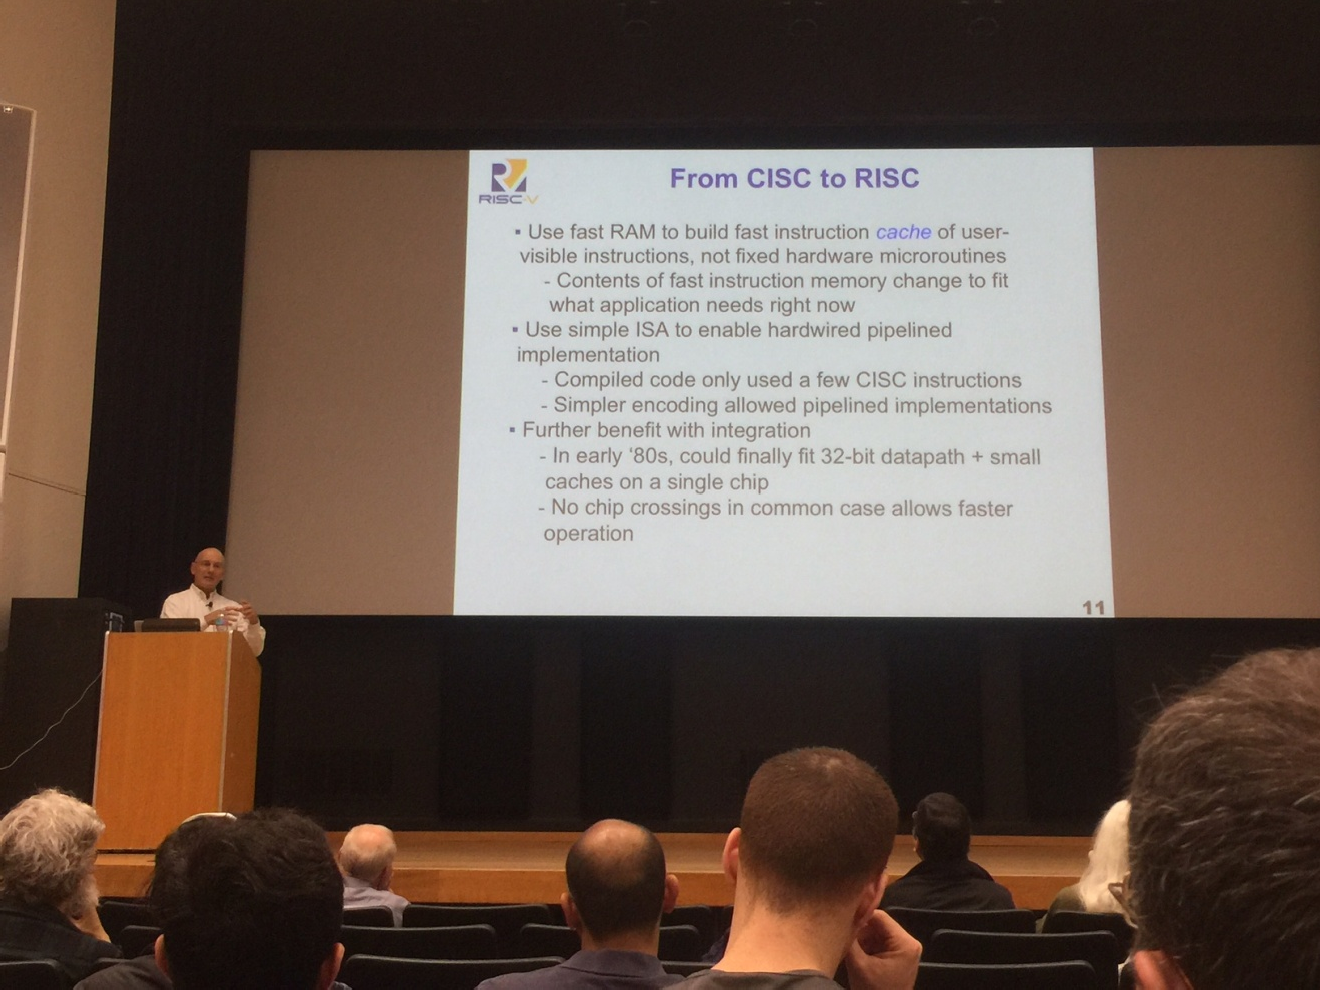 RISC-V
From CISC to RISC
▪ Use fast RAM to build fast instruction cache of user-
visible instructions, not fixed hardware microroutines
- Contents of fast instruction memory change to fit
what application needs right now
▪ Use simple ISA to enable hardwired pipelined
implementation
- Compiled code only used a few CISC instructions
- Simpler encoding allowed pipelined implementations
▪ Further benefit with integration
- In early ‘80s, could finally fit 32-bit datapath + small
caches on a single chip
- No chip crossings in common case allows faster
operation
11